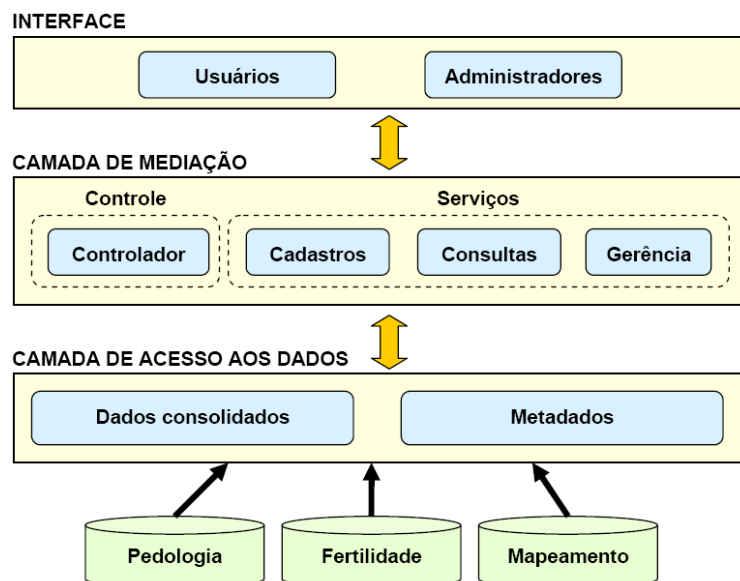 INTERFACE
Usuários
Administradores
CAMADA DE MEDIAÇÃO
Controle
Serviços
Controlador
Cadastros
Consultas
Gerência
CAMADA DE ACESSO AOS DADOS
Dados consolidados
Metadados
Pedologia
Fertilidade
Mapeamento